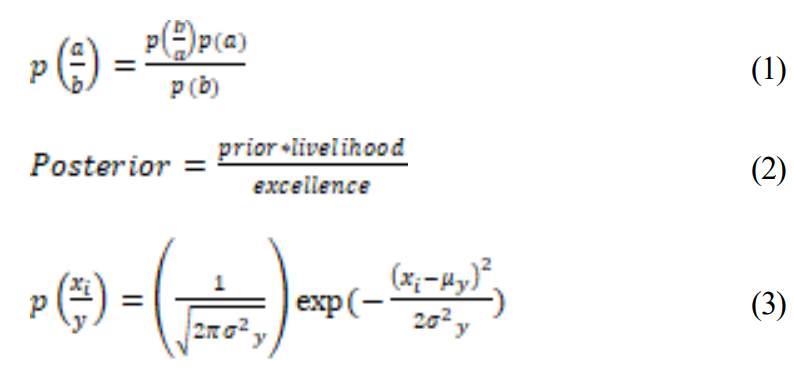 p(a/b) = p(b/a)p(a) / p(b) (1)
Posterior = prior*livelihood / excellence (2)
p(xᵢ/y) = (1 / √(2πσ²y)) exp(−(xᵢ−μy)² / 2σ²y) (3)